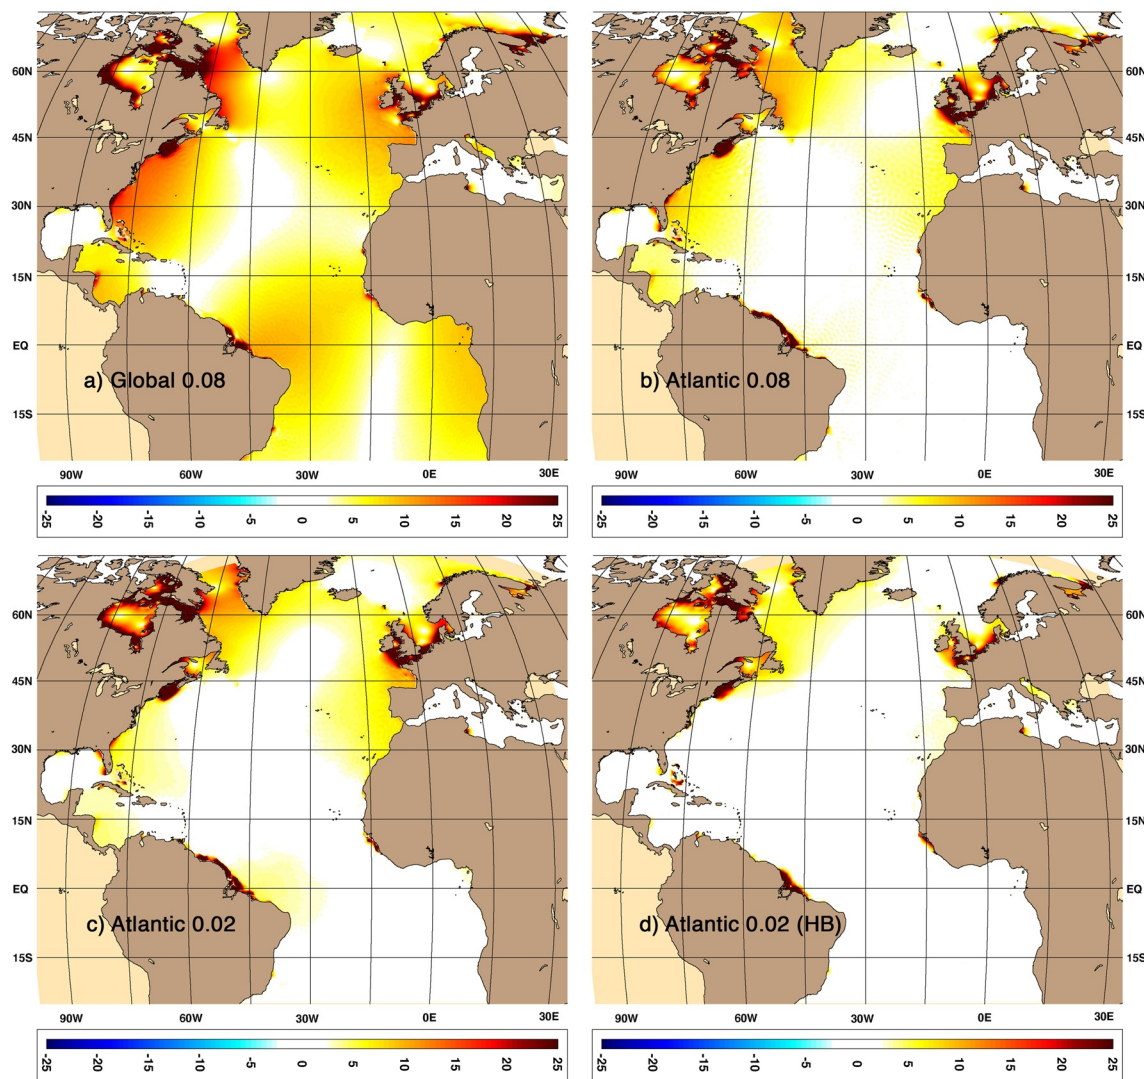 60N
60N
45N
45N
30N
30N
15N
15N
EQ
EQ
a) Global 0.08
b) Atlantic 0.08
15S
15S
90W 60W 30W 0E 30E
90W 60W 30W 0E 30E
-25 -20 -15 -10 -5 0 5 10 15 20 25
-25 -20 -15 -10 -5 0 5 10 15 20 25
60N
60N
45N
45N
30N
30N
15N
15N
EQ
EQ
c) Atlantic 0.02
d) Atlantic 0.02 (HB)
15S
15S
90W 60W 30W 0E 30E
90W 60W 30W 0E 30E
-25 -20 -15 -10 -5 0 5 10 15 20 25
-25 -20 -15 -10 -5 0 5 10 15 20 25